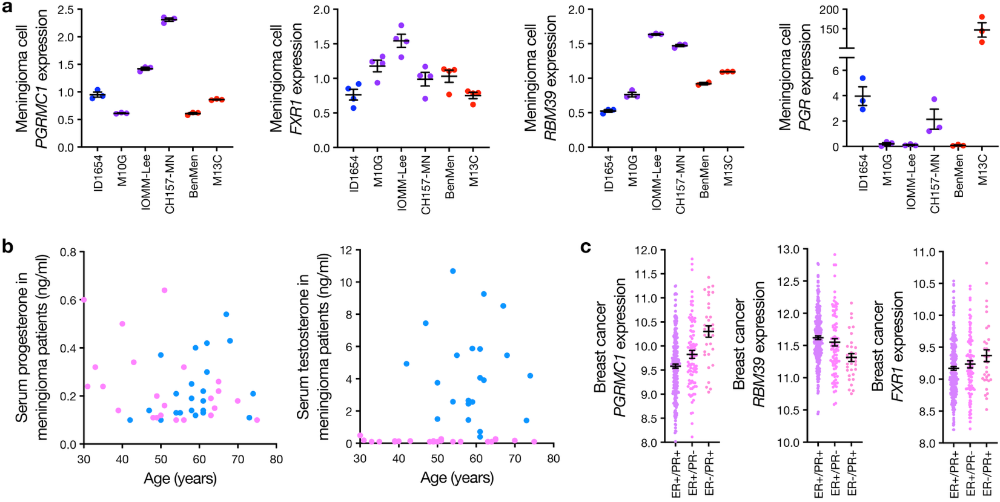 a
Meningioma cell
PGRMC1 expression
2.5
2.0
1.5
1.0
0.5
0.0
ID1654
M10G
IOMM-Lee
CH157-MN
BenMen
M13C
Meningioma cell
FXR1 expression
2.0
1.5
1.0
0.5
0.0
ID1654
M10G
IOMM-Lee
CH157-MN
BenMen
M13C
Meningioma cell
RBM39 expression
2.0
1.5
1.0
0.5
0.0
ID1654
M10G
IOMM-Lee
CH157-MN
BenMen
M13C
Meningioma cell
PGR expression
200
150
6
4
2
0
ID1654
M10G
IOMM-Lee
CH157-MN
BenMen
M13C
b
Serum progesterone in
meningioma patients (ng/ml)
0.8
0.6
0.4
0.2
0.0
30 40 50 60 70 80
Age (years)
Serum testosterone in
meningioma patients (ng/ml)
12
10
8
6
4
2
0
30 40 50 60 70 80
Age (years)
c
Breast cancer
PGRMC1 expression
12.0
11.5
11.0
10.5
10.0
9.5
9.0
8.5
8.0
ER+/PR+
ER+/PR-
ER-/PR+
Breast cancer
RBM39 expression
13.0
12.5
12.0
11.5
11.0
10.5
10.0
ER+/PR+
ER+/PR-
ER-/PR+
Breast cancer
FXR1 expression
11.0
10.5
10.0
9.5
9.0
8.5
8.0
ER+/PR+
ER+/PR-
ER-/PR+